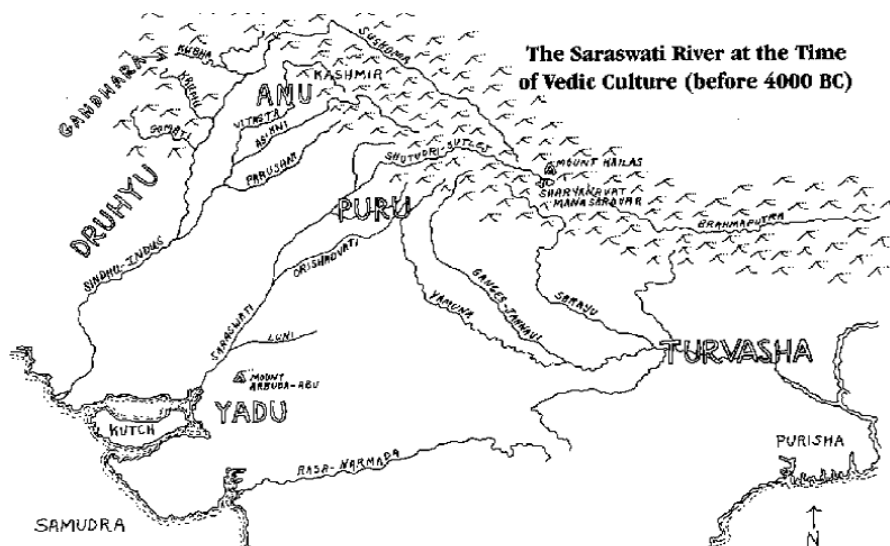 The Saraswati River at the Time
of Vedic Culture (before 4000 BC)
SUSHOMA
KUBHA
GANDHARA
KASHMIR
ANU
KRUMU
GOMATI
VITASTA
ASIKNI
PARUSANI
DRUHYU
SHUTUDRI-SUTLEJ
MOUNT KAILAS
SHARYANAVAT
MANASAROVAR
BRAHMAPUTRA
PURU
DRISHADVATI
SINDHU-INDUS
SARASWATI
YAMUNA
GANGES-JAHNAVI
SARAYU
LUNI
TURVASHA
MOUNT
ARBUDA-ABU
YADU
KUTCH
PURISHA
RASA-NARMADA
SAMUDRA
N